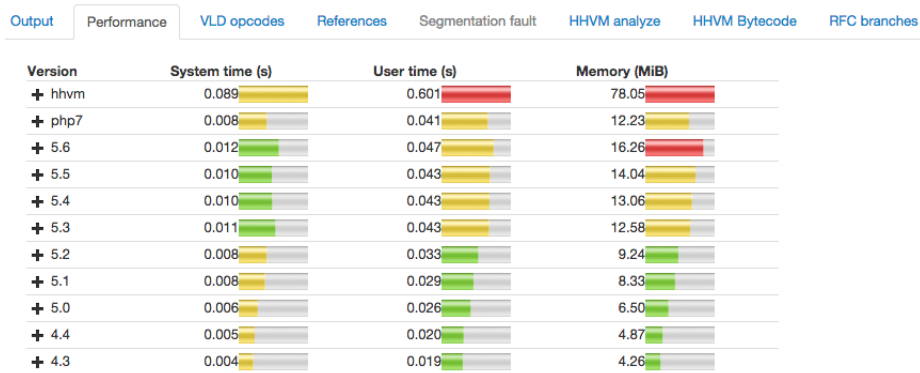 Output Performance VLD opcodes References Segmentation fault HHVM analyze HHVM Bytecode RFC branches
Version System time (s) User time (s) Memory (MiB)
hhvm 0.089 0.601 78.05
php7 0.008 0.041 12.23
5.6 0.012 0.047 16.26
5.5 0.010 0.043 14.04
5.4 0.010 0.043 13.06
5.3 0.011 0.043 12.58
5.2 0.008 0.033 9.24
5.1 0.008 0.029 8.33
5.0 0.006 0.026 6.50
4.4 0.005 0.020 4.87
4.3 0.004 0.019 4.26